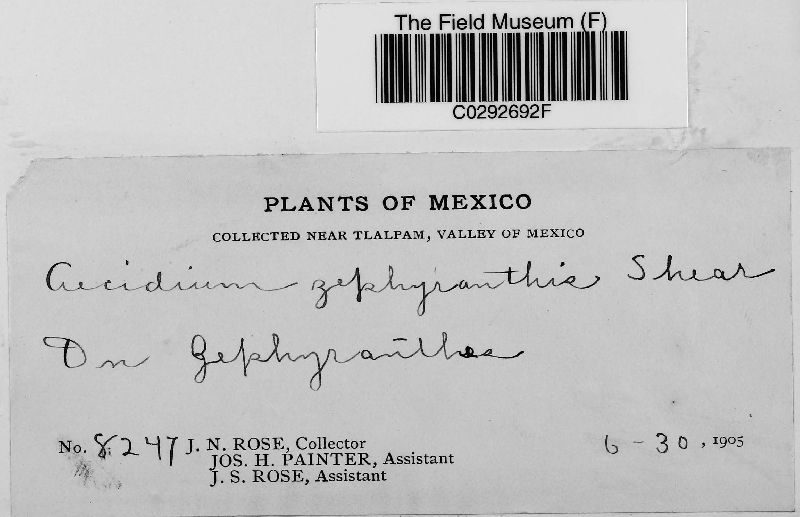 The Field Museum (F)
C0292692F
PLANTS OF MEXICO
COLLECTED NEAR TLALPAM, VALLEY OF MEXICO
Aecidium zephyranthis Shear
On Zephyranthes
No. 8247 J. N. ROSE, Collector 6-30, 1905
JOS. H. PAINTER, Assistant
J. S. ROSE, Assistant